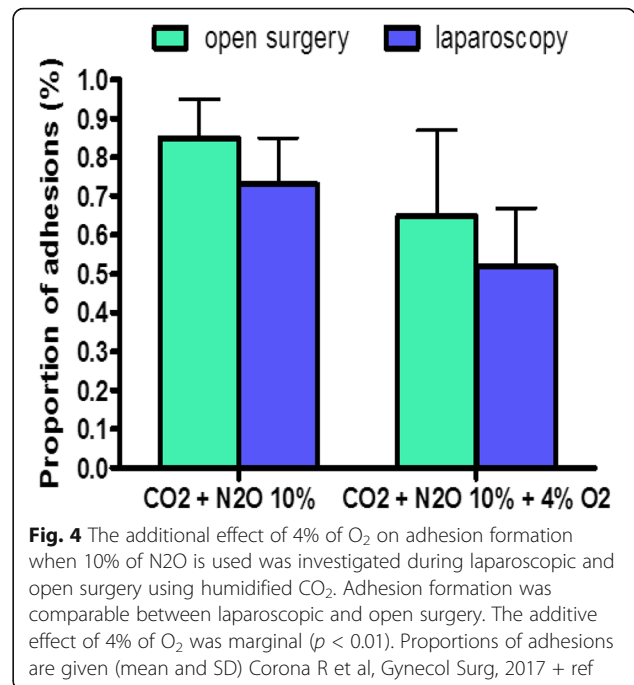 open surgery laparoscopy
Proportion of adhesions (%)
1.0
0.9
0.8
0.7
0.6
0.5
0.4
0.3
0.2
0.1
0.0
CO2 + N2O 10% CO2 + N2O 10% + 4% O2
Fig. 4 The additional effect of 4% of O₂ on adhesion formation
when 10% of N2O is used was investigated during laparoscopic and
open surgery using humidified CO₂. Adhesion formation was
comparable between laparoscopic and open surgery. The additive
effect of 4% of O₂ was marginal (p < 0.01). Proportions of adhesions
are given (mean and SD) Corona R et al, Gynecol Surg, 2017 + ref